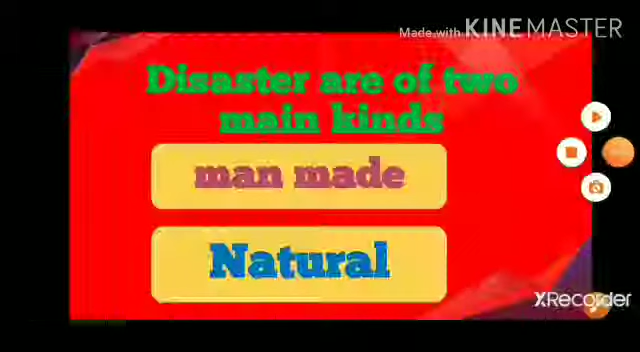 Made with KINEMASTER
Disaster are of two
main kinds
man made
Natural
XRecorder